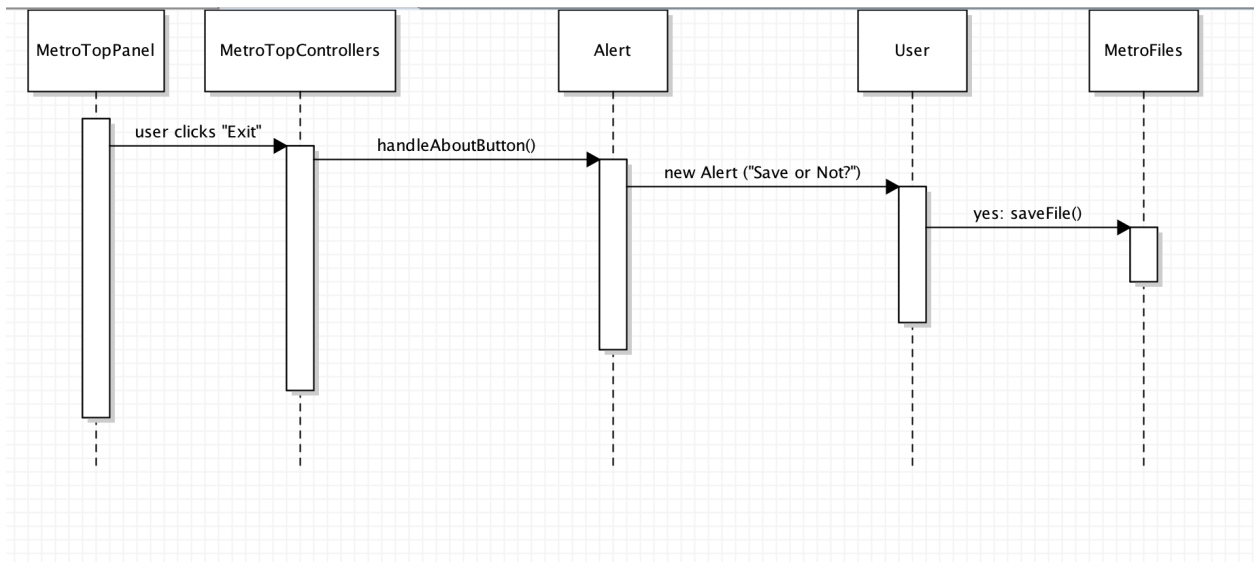 MetroTopPanel
MetroTopControllers
Alert
User
MetroFiles
user clicks "Exit"
handleAboutButton()
new Alert ("Save or Not?")
yes: saveFile()